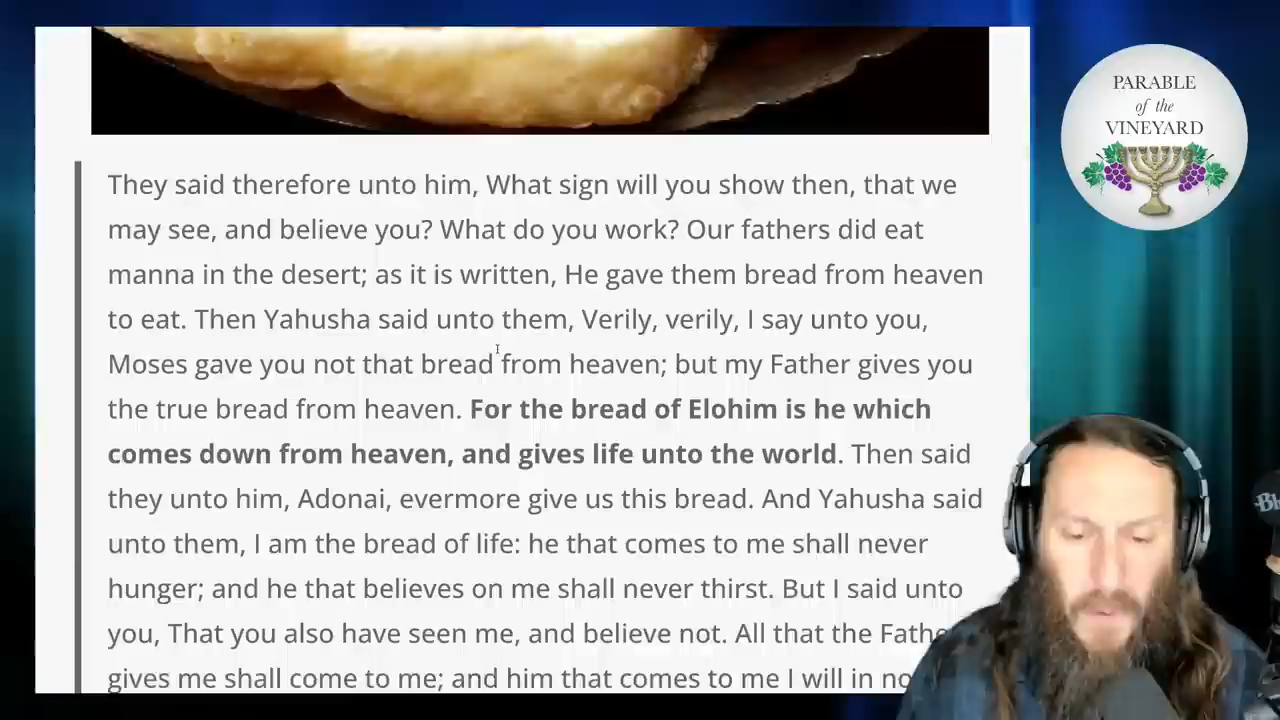 PARABLE
of the
VINEYARD
They said therefore unto him, What sign will you show then, that we
may see, and believe you? What do you work? Our fathers did eat
manna in the desert; as it is written, He gave them bread from heaven
to eat. Then Yahusha said unto them, Verily, verily, I say unto you,
Moses gave you not that bread from heaven; but my Father gives you
the true bread from heaven. For the bread of Elohim is he which
comes down from heaven, and gives life unto the world. Then said
they unto him, Adonai, evermore give us this bread. And Yahusha said
unto them, I am the bread of life: he that comes to me shall never
hunger; and he that believes on me shall never thirst. But I said unto
you, That you also have seen me, and believe not. All that the
gives me shall come to me; and him that comes to me I will in no